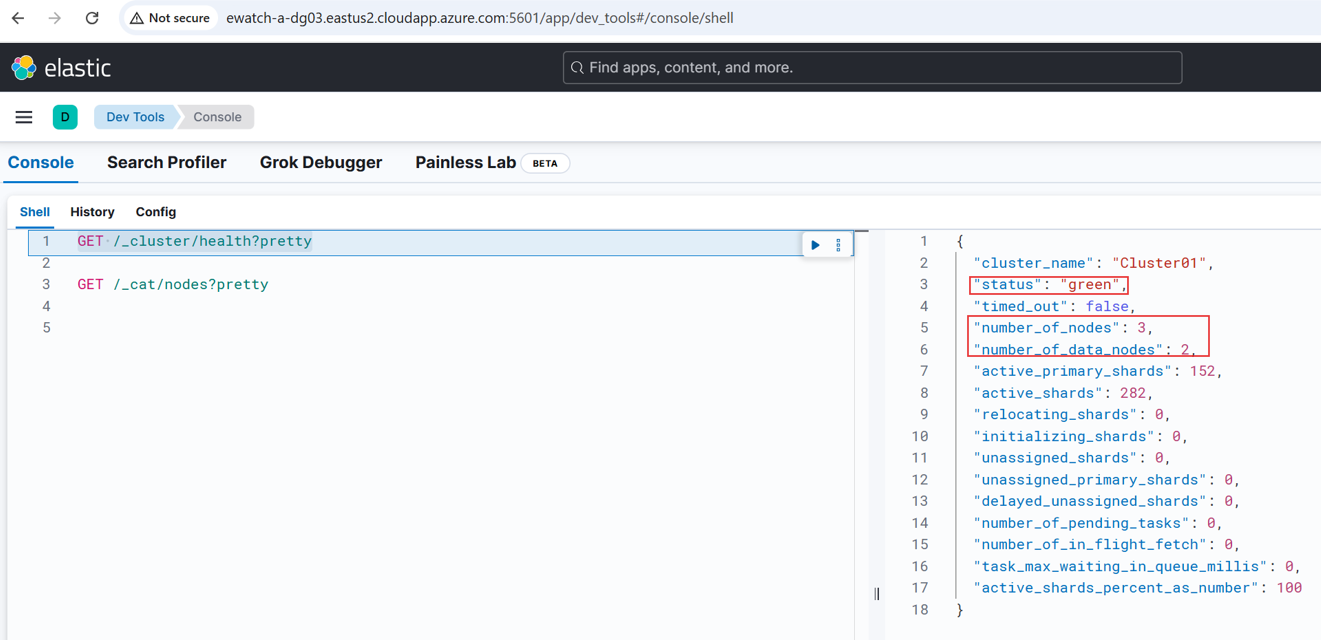 Not secure ewatch-a-dg03.eastus2.cloudapp.azure.com:5601/app/dev_tools#/console/shell
elastic Find apps, content, and more.
D Dev Tools Console
Console Search Profiler Grok Debugger Painless Lab BETA
Shell History Config
1 GET /_cluster/health?pretty
2
3 GET /_cat/nodes?pretty
4
5
1 {
2 "cluster_name": "Cluster01",
3 "status": "green",
4 "timed_out": false,
5 "number_of_nodes": 3,
6 "number_of_data_nodes": 2,
7 "active_primary_shards": 152,
8 "active_shards": 282,
9 "relocating_shards": 0,
10 "initializing_shards": 0,
11 "unassigned_shards": 0,
12 "unassigned_primary_shards": 0,
13 "delayed_unassigned_shards": 0,
14 "number_of_pending_tasks": 0,
15 "number_of_in_flight_fetch": 0,
16 "task_max_waiting_in_queue_millis": 0,
17 "active_shards_percent_as_number": 100
18 }